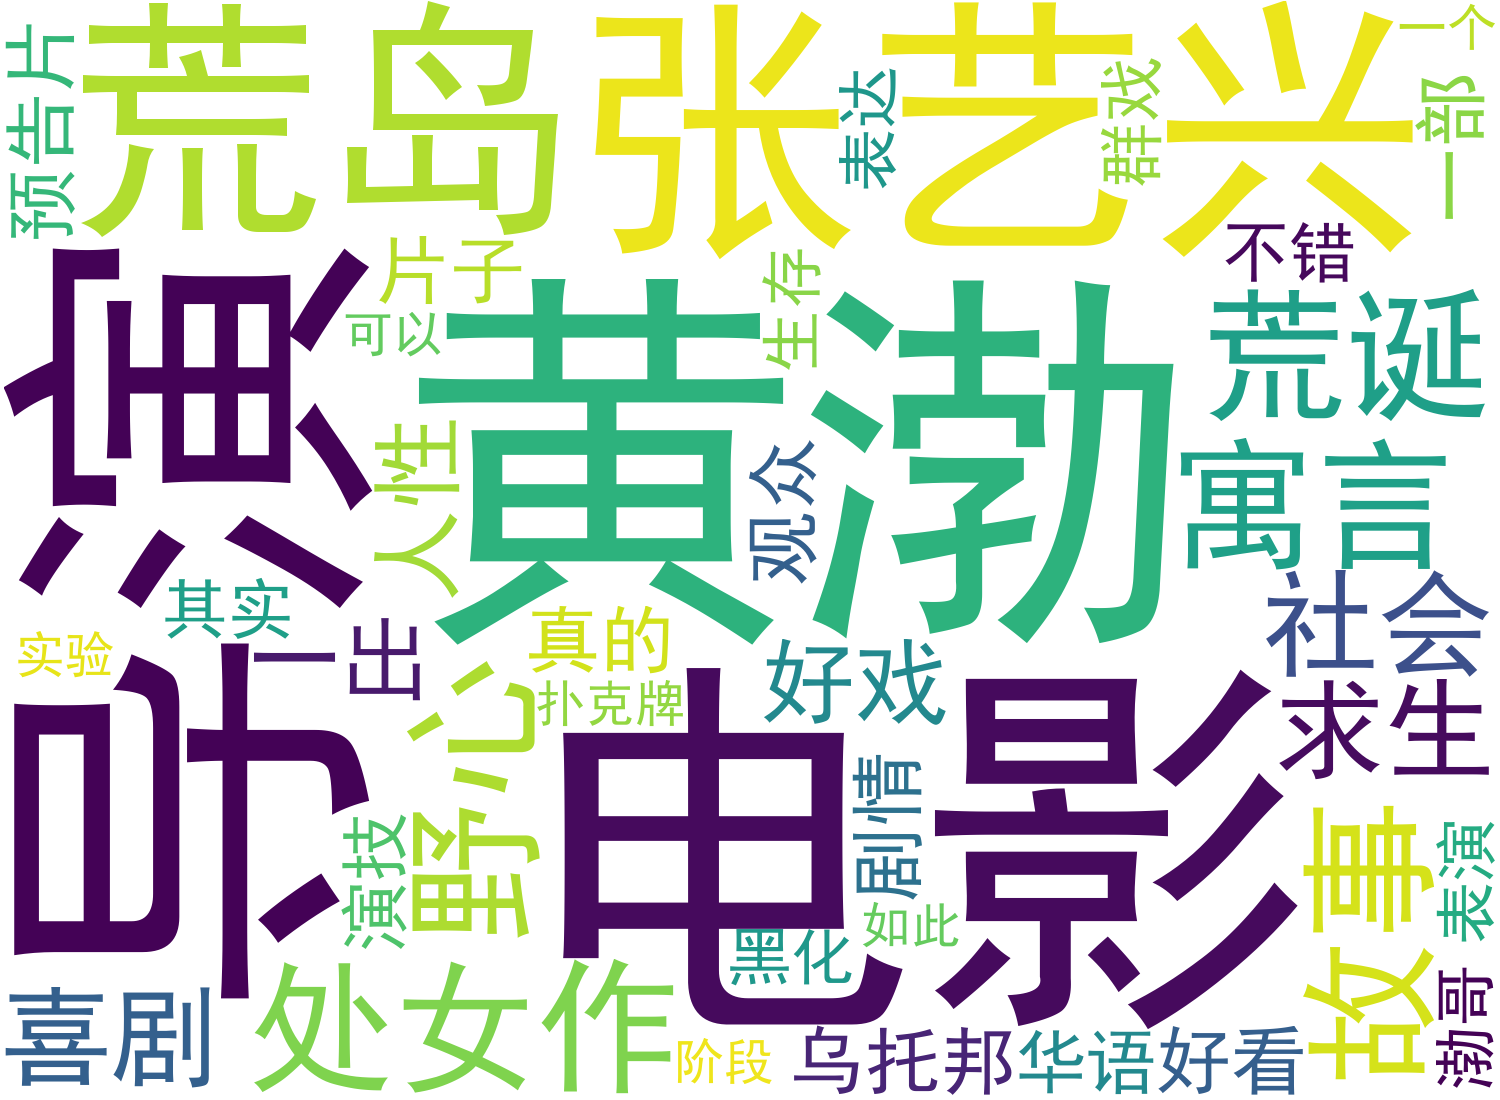 预告片
荒岛
张艺兴
表达
群戏
一个
一部
导演
片子
可以
生存
不错
荒诞
黄渤
人性
观众
寓言
其实
一出
真的
实验
扑克牌
好戏
社会
求生
野心
演技
电影
剧情
如此
黑化
故事
表演
渤哥
喜剧
处女作
阶段
乌托邦
华语
好看